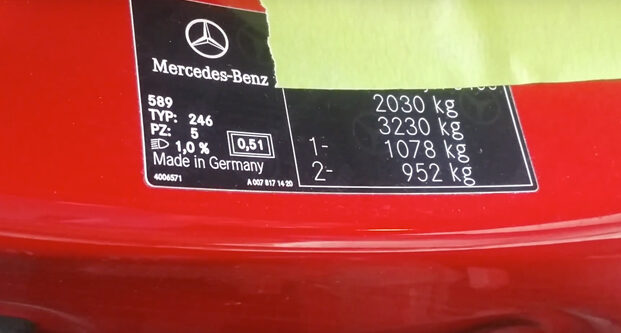 Mercedes-Benz
589
TYP: 246
PZ: 5
1,0 % 0,51
Made in Germany
4006571 A 007 817 14 20
2030 kg
3230 kg
1- 1078 kg
2- 952 kg